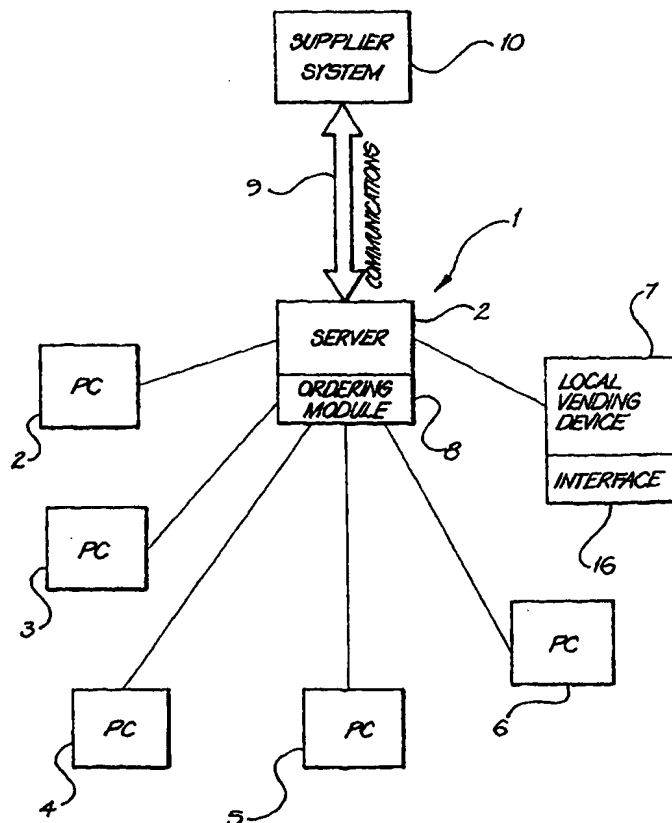 SUPPLIER
SYSTEM
10
9
COMMUNICATIONS
1
SERVER
2
ORDERING
MODULE
8
7
LOCAL
VENDING
DEVICE
INTERFACE
16
PC
2
PC
3
PC
4
PC
5
PC
6